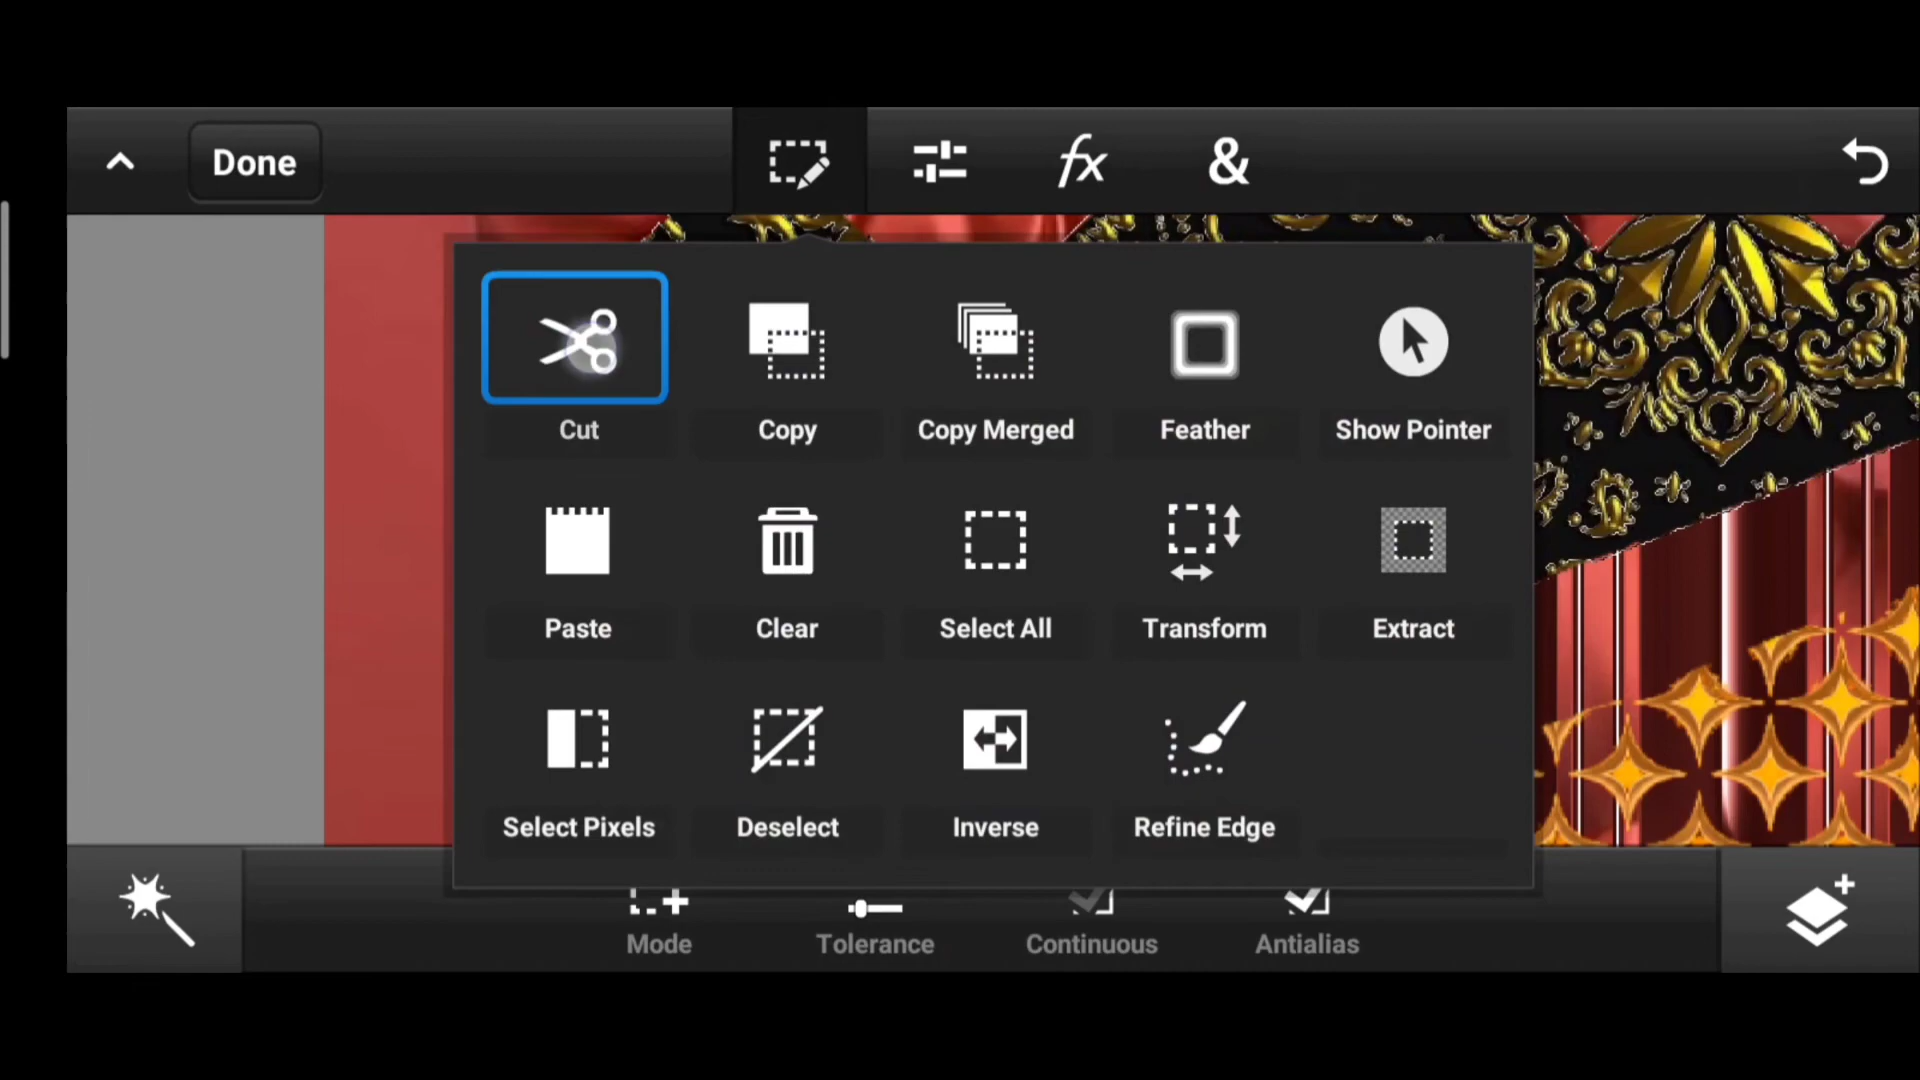 Done
fx
&
Cut
Copy
Copy Merged
Feather
Show Pointer
Paste
Clear
Select All
Transform
Extract
Select Pixels
Deselect
Inverse
Refine Edge
Mode
Tolerance
Continuous
Antialias